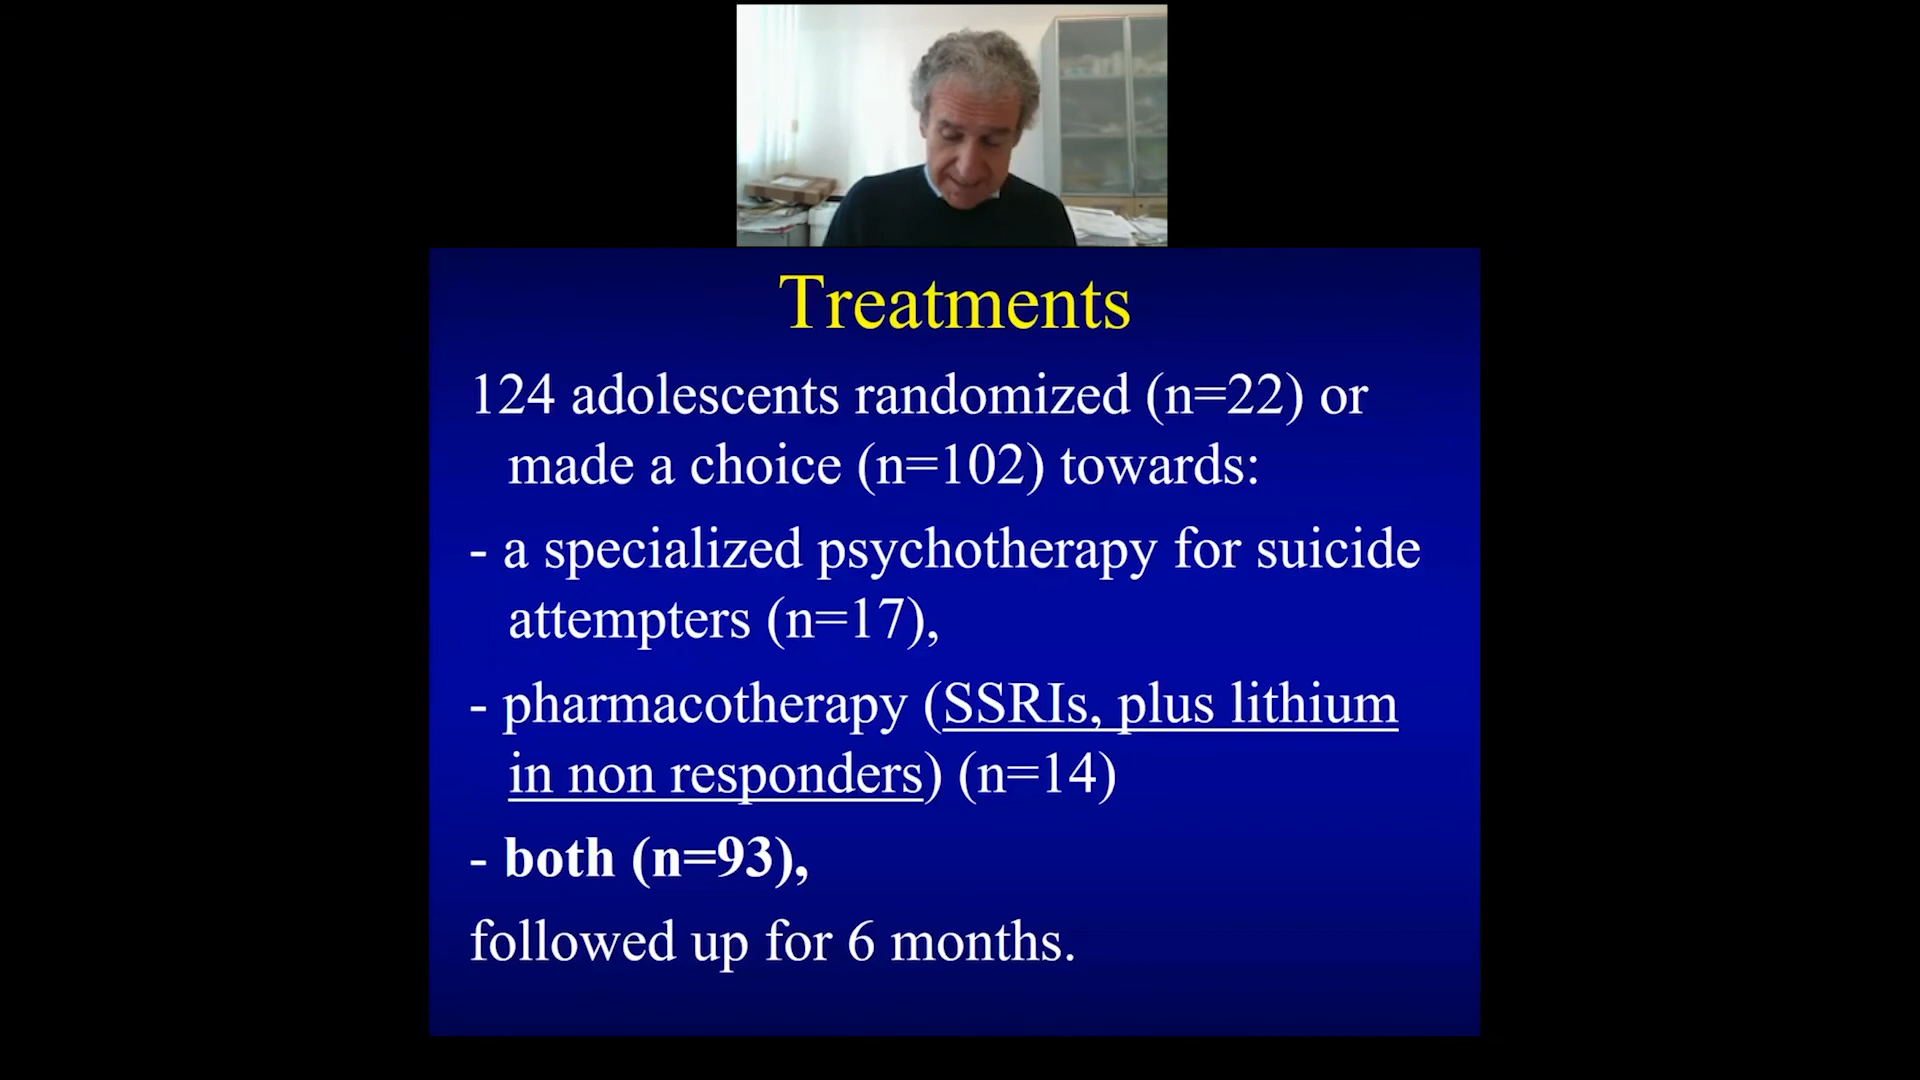 Treatments
124 adolescents randomized (n=22) or
made a choice (n=102) towards:
- a specialized psychotherapy for suicide
attempters (n=17),
- pharmacotherapy (SSRIs, plus lithium
in non responders) (n=14)
- both (n=93),
followed up for 6 months.